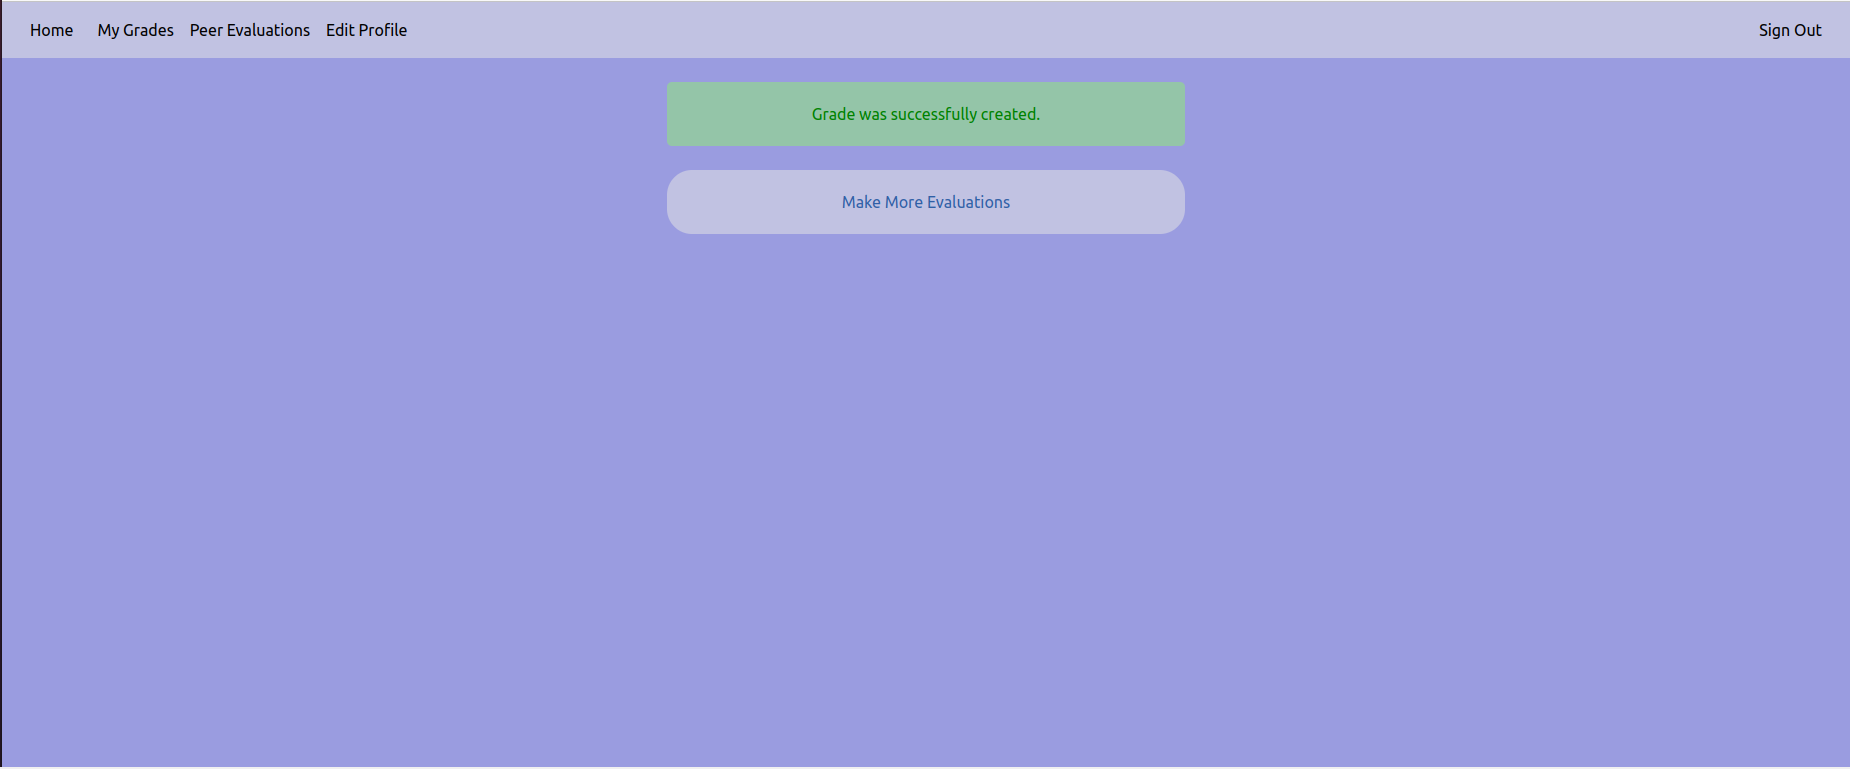 Home My Grades Peer Evaluations Edit Profile Sign Out
Grade was successfully created.
Make More Evaluations